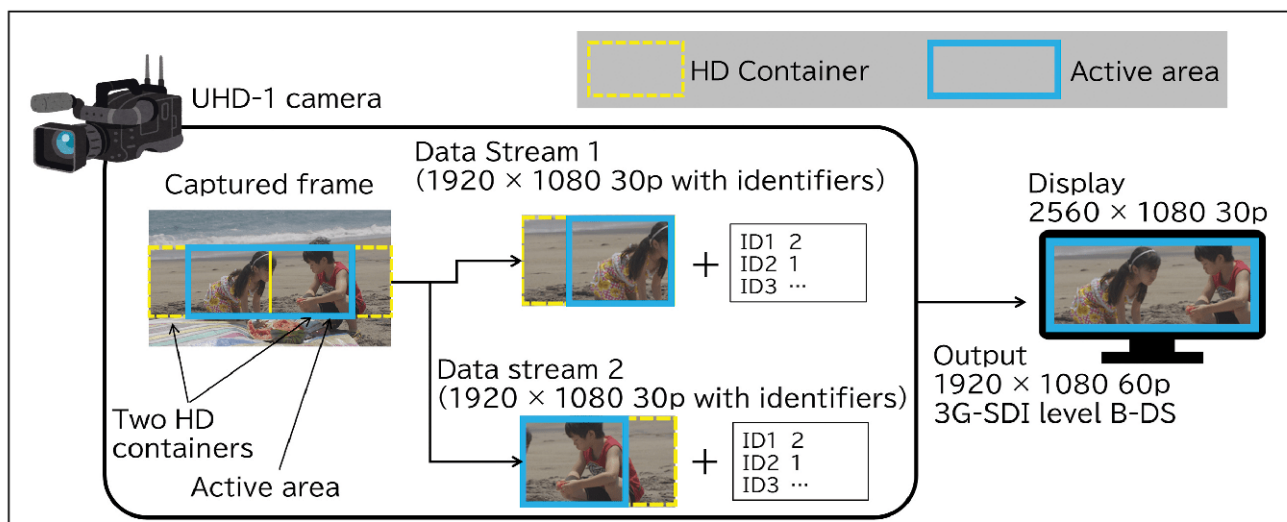 HD Container
Active area
UHD-1 camera
Captured frame
Data Stream 1
(1920 × 1080 30p with identifiers)
ID1 2
ID2 1
ID3 …
Data stream 2
(1920 × 1080 30p with identifiers)
ID1 2
ID2 1
ID3 …
Two HD
containers
Active area
Display
2560 × 1080 30p
Output
1920 × 1080 60p
3G-SDI level B-DS